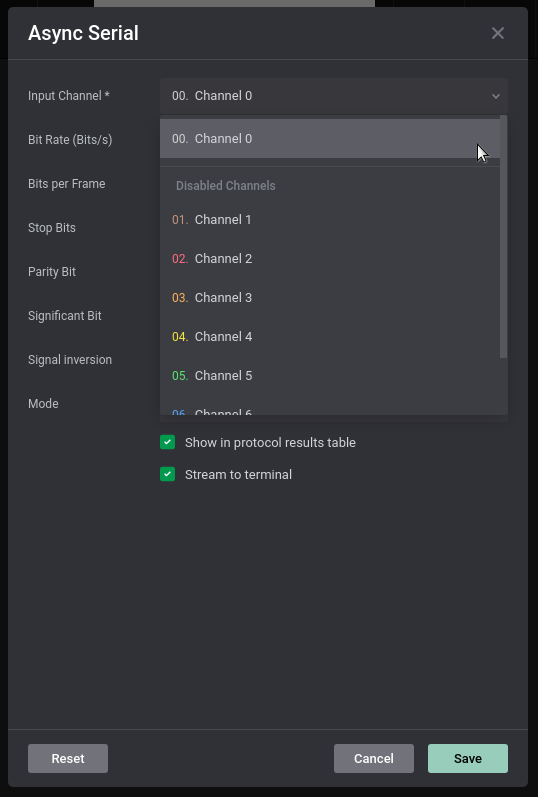 Async Serial
Input Channel *
00. Channel 0
Bit Rate (Bits/s)
00. Channel 0
Bits per Frame
Disabled Channels
Stop Bits
01. Channel 1
Parity Bit
02. Channel 2
03. Channel 3
Significant Bit
04. Channel 4
Signal inversion
05. Channel 5
Mode
06. Channel 6
Show in protocol results table
Stream to terminal
Reset
Cancel
Save